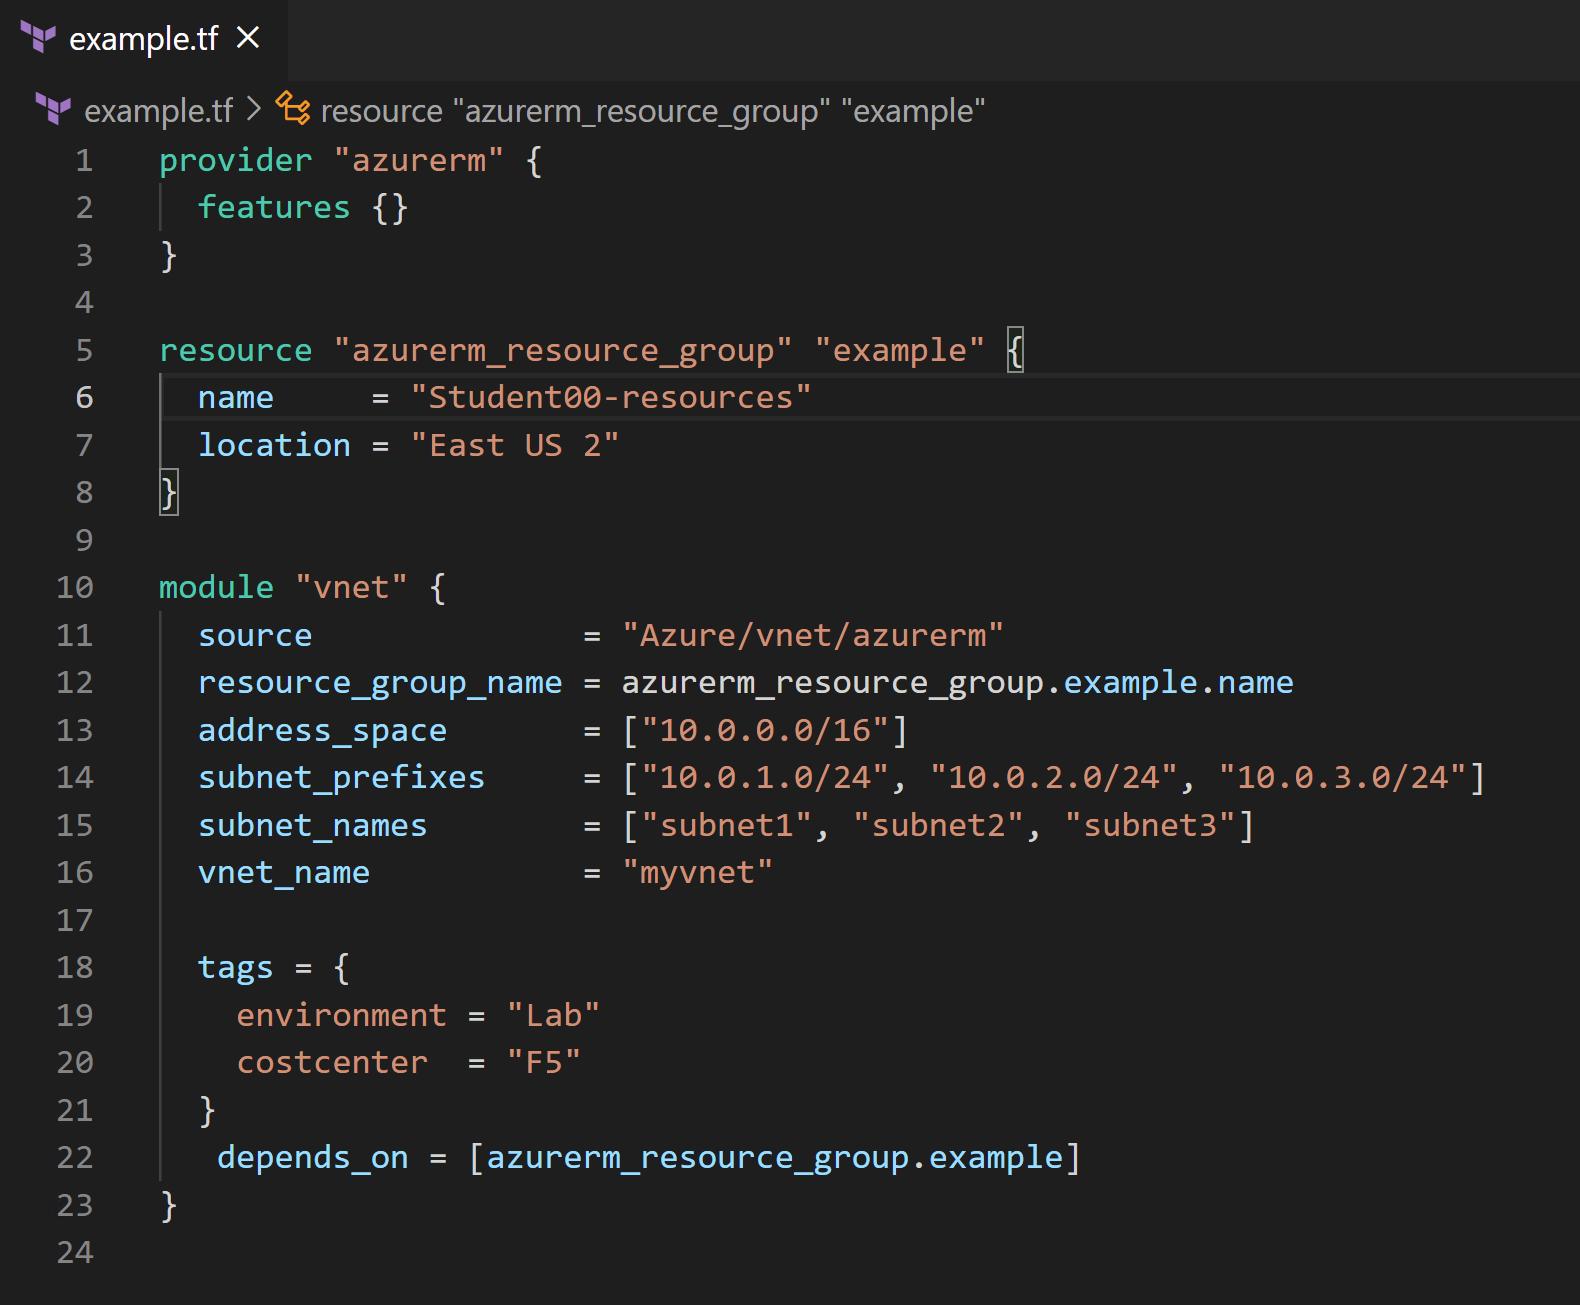 example.tf
example.tf > resource "azurerm_resource_group" "example"
1 provider "azurerm" {
2   features {}
3 }
4
5 resource "azurerm_resource_group" "example" {
6   name     = "Student00-resources"
7   location = "East US 2"
8 }
9
10 module "vnet" {
11   source              = "Azure/vnet/azurerm"
12   resource_group_name = azurerm_resource_group.example.name
13   address_space       = ["10.0.0.0/16"]
14   subnet_prefixes     = ["10.0.1.0/24", "10.0.2.0/24", "10.0.3.0/24"]
15   subnet_names        = ["subnet1", "subnet2", "subnet3"]
16   vnet_name           = "myvnet"
17
18   tags = {
19     environment = "Lab"
20     costcenter  = "F5"
21   }
22    depends_on = [azurerm_resource_group.example]
23 }
24